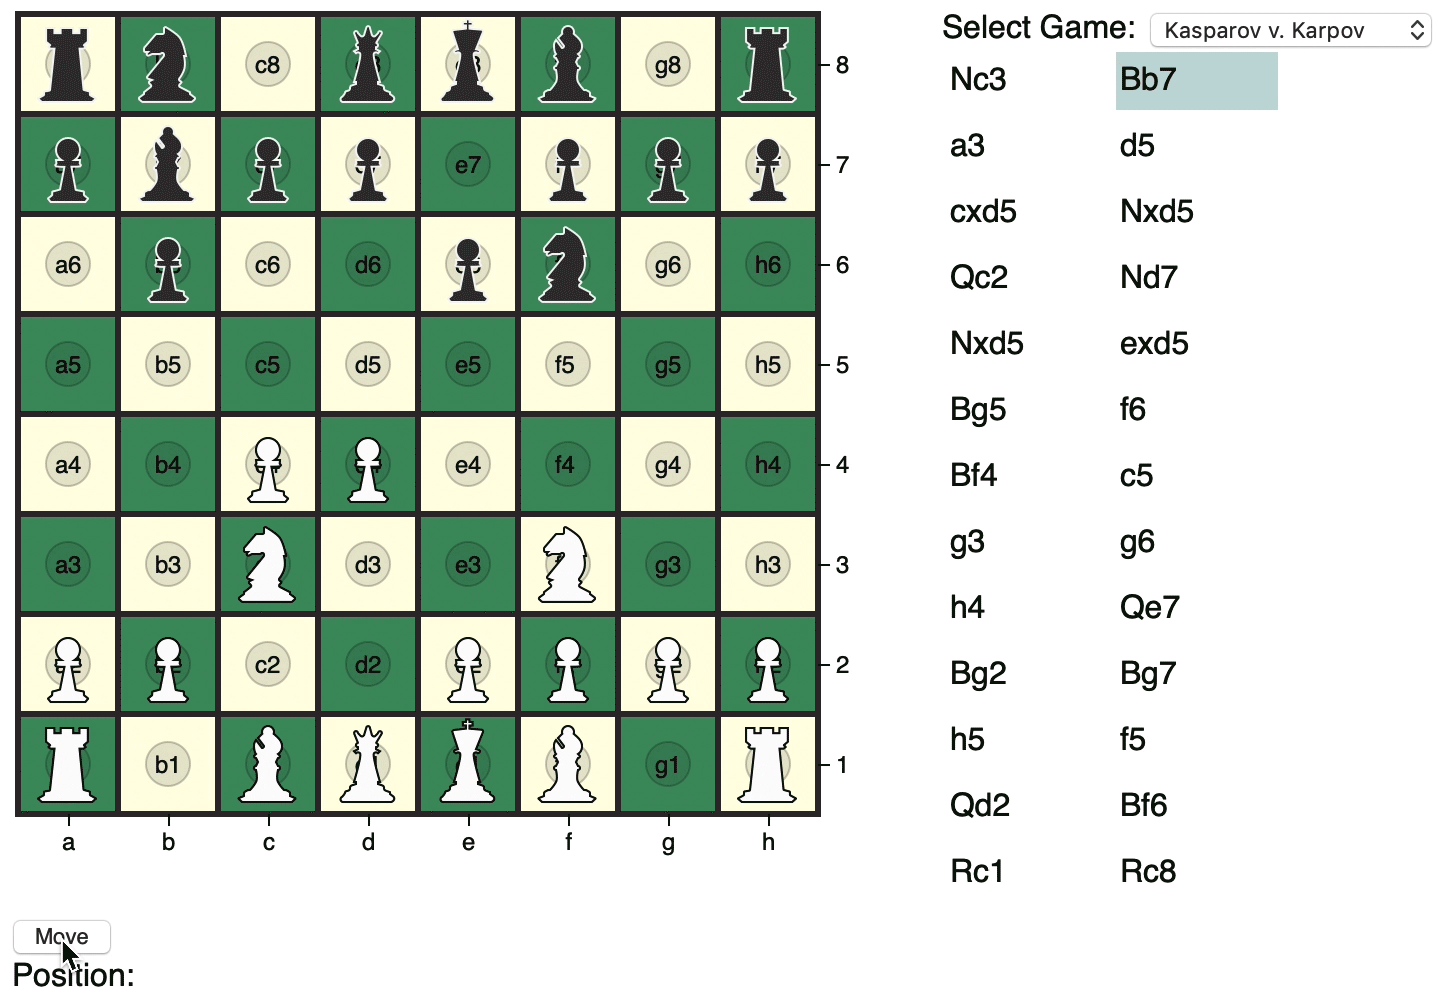 Select Game: Kasparov v. Karpov
c8 g8 8
e7 7
a6 c6 d6 g6 h6 6
a5 b5 c5 d5 e5 f5 g5 h5 5
a4 b4 e4 f4 g4 h4 4
a3 b3 d3 e3 g3 h3 3
c2 d2 2
b1 g1 1
a b c d e f g h
Nc3 Bb7
a3 d5
cxd5 Nxd5
Qc2 Nd7
Nxd5 exd5
Bg5 f6
Bf4 c5
g3 g6
h4 Qe7
Bg2 Bg7
h5 f5
Qd2 Bf6
Rc1 Rc8
Move
Position: